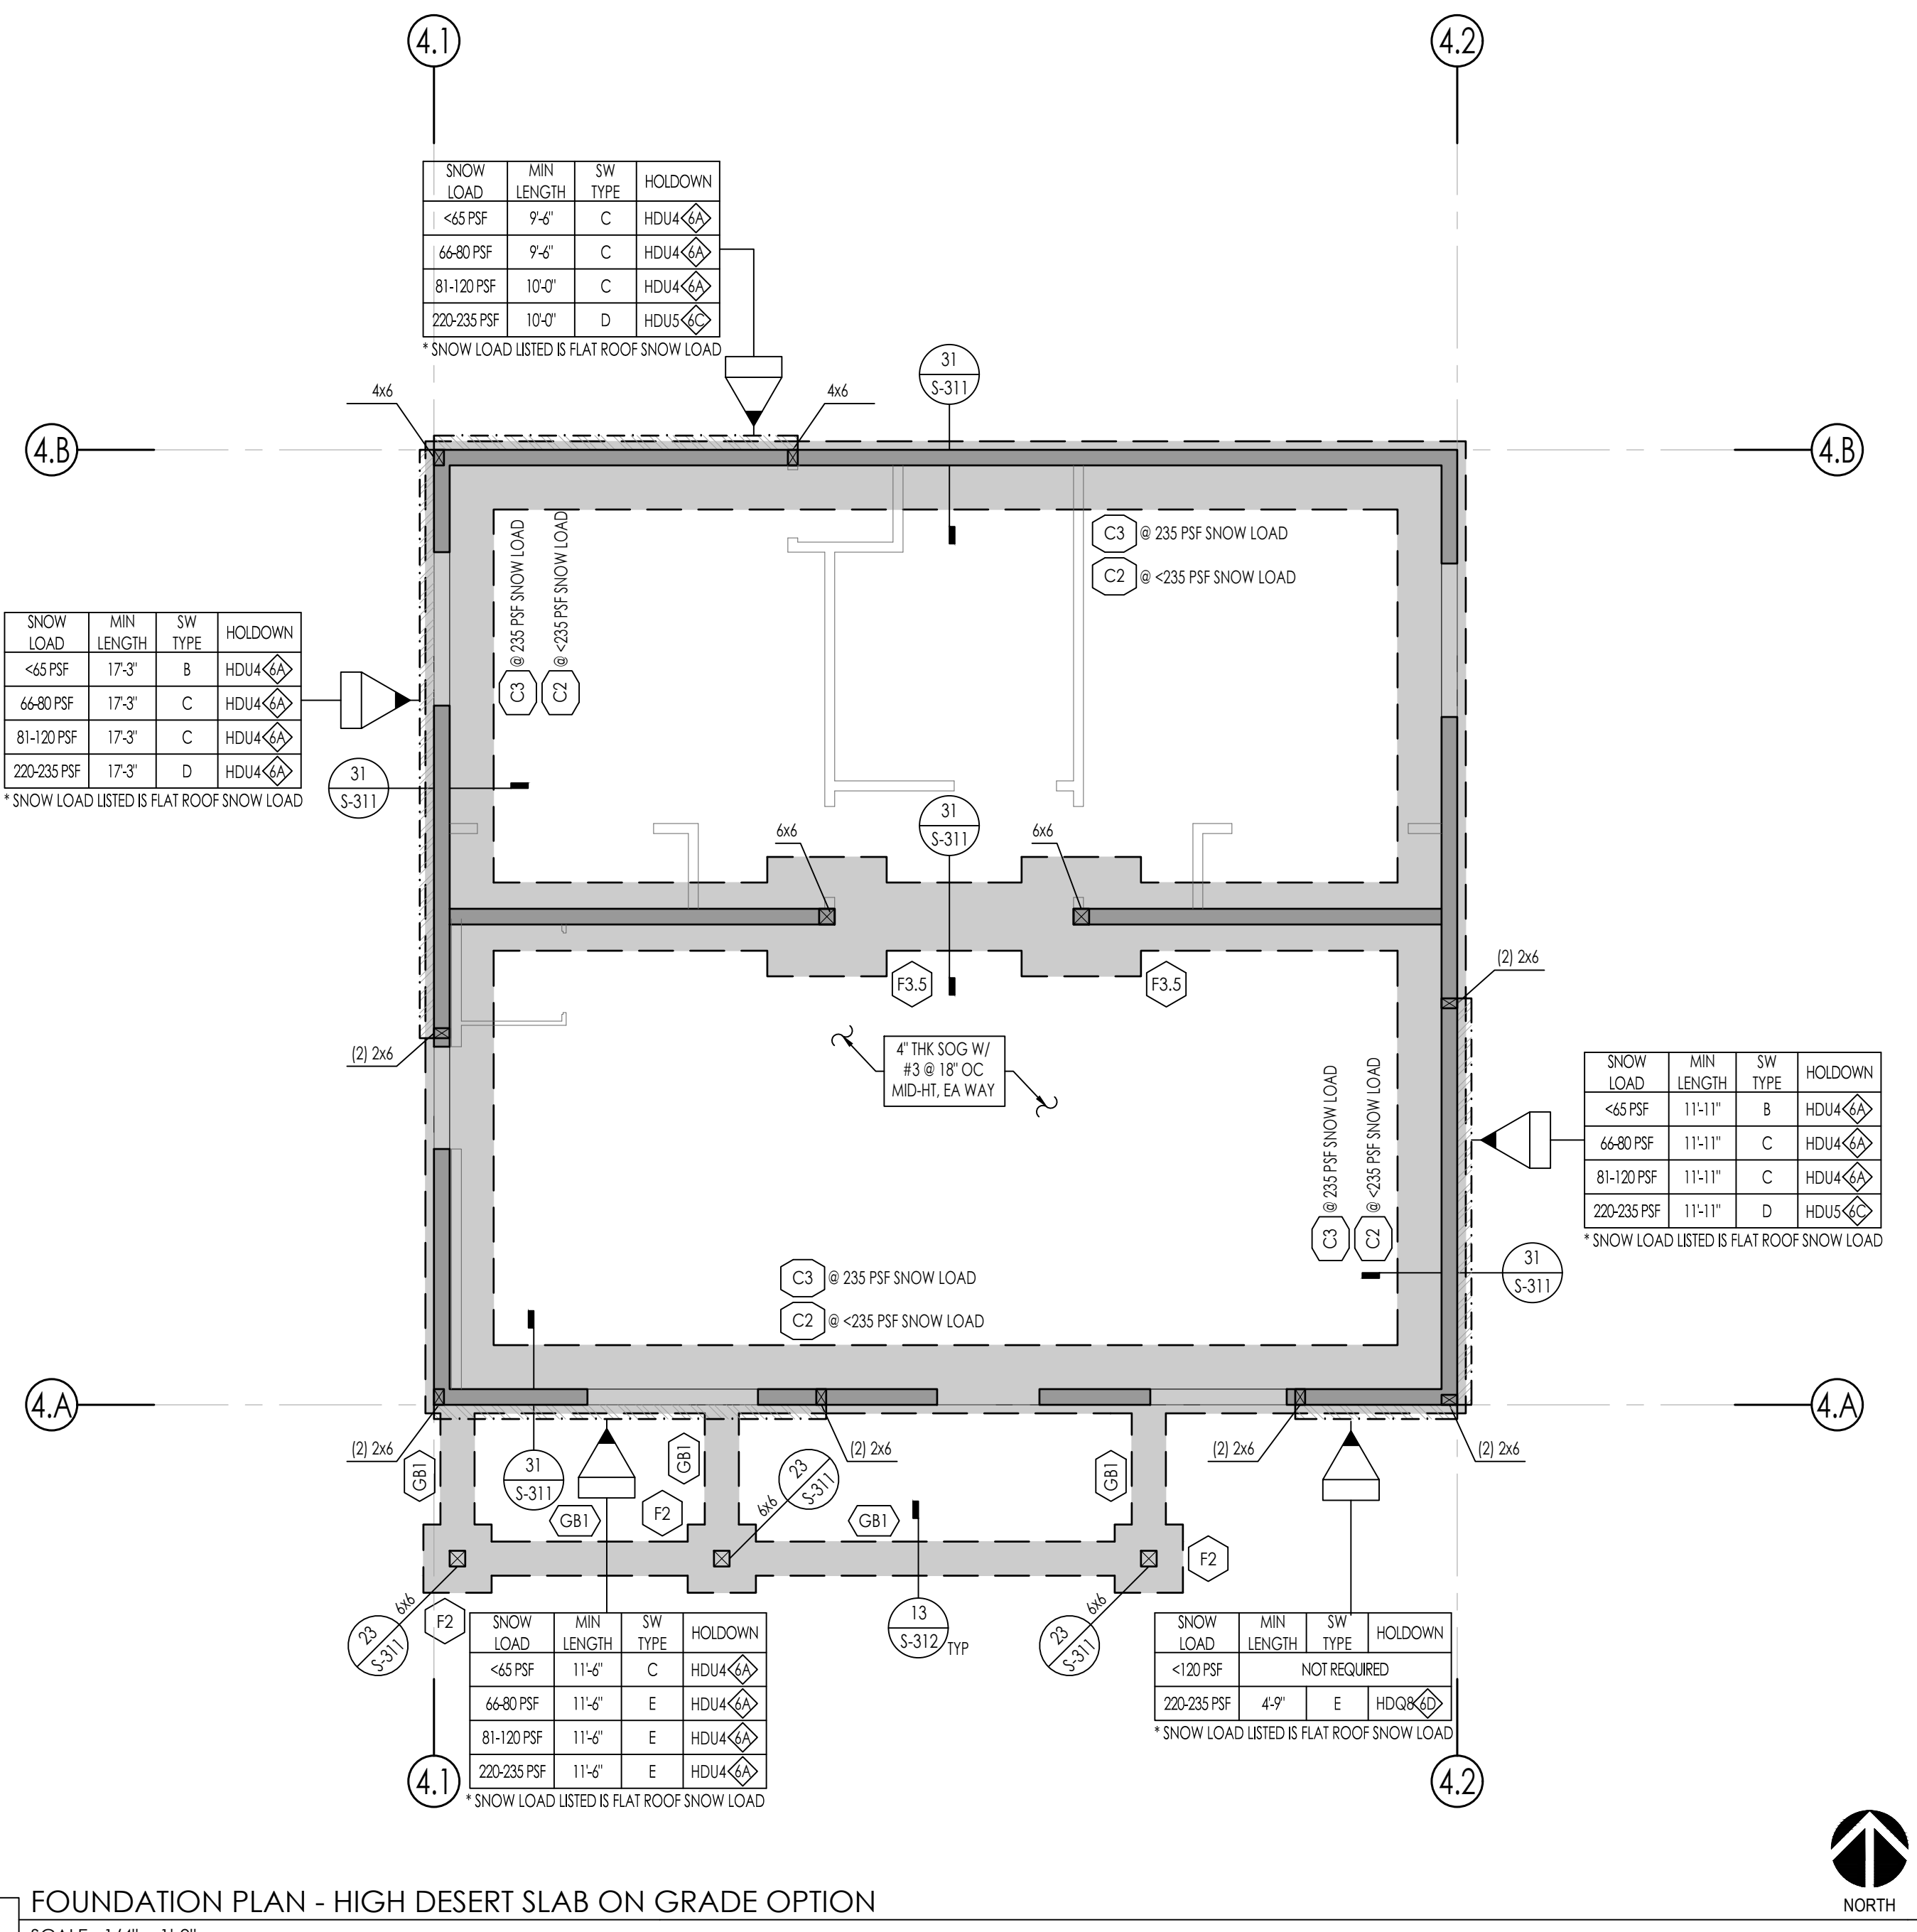 4.1
4.2
SNOW LOAD MIN LENGTH SW TYPE HOLDOWN
<65 PSF 9'-6" C HDU4 6A
66-80 PSF 9'-6" C HDU4 6A
81-120 PSF 10'-0" C HDU4 6A
220-235 PSF 10'-0" D HDU5 6C
* SNOW LOAD LISTED IS FLAT ROOF SNOW LOAD
31
S-311
4x6
4x6
4.B
4.B
C3 @ 235 PSF SNOW LOAD
C2 @ <235 PSF SNOW LOAD
C3 @ 235 PSF SNOW LOAD
C2 @ <235 PSF SNOW LOAD
SNOW LOAD MIN LENGTH SW TYPE HOLDOWN
<65 PSF 17'-3" B HDU4 6A
66-80 PSF 17'-3" C HDU4 6A
81-120 PSF 17'-3" C HDU4 6A
220-235 PSF 17'-3" D HDU4 6A
* SNOW LOAD LISTED IS FLAT ROOF SNOW LOAD
31
S-311
31
S-311
6x6
6x6
(2) 2x6
F3.5
F3.5
(2) 2x6
4" THK SOG W/
#3 @ 18" OC
MID-HT, EA WAY
C3 @ 235 PSF SNOW LOAD
C2 @ <235 PSF SNOW LOAD
SNOW LOAD MIN LENGTH SW TYPE HOLDOWN
<65 PSF 11'-11" B HDU4 6A
66-80 PSF 11'-11" C HDU4 6A
81-120 PSF 11'-11" C HDU4 6A
220-235 PSF 11'-11" D HDU5 6C
* SNOW LOAD LISTED IS FLAT ROOF SNOW LOAD
31
S-311
C3 @ 235 PSF SNOW LOAD
C2 @ <235 PSF SNOW LOAD
4.A
4.A
(2) 2x6
GB1
31
S-311
GB1
GB1
F2
23
S-311
6x6
(2) 2x6
GB1
GB1
(2) 2x6
(2) 2x6
F2
6x6
23
S-311
F2
13
S-312
TYP
6x6
23
S-311
SNOW LOAD MIN LENGTH SW TYPE HOLDOWN
<65 PSF 11'-6" C HDU4 6A
66-80 PSF 11'-6" E HDU4 6A
81-120 PSF 11'-6" E HDU4 6A
220-235 PSF 11'-6" E HDU4 6A
* SNOW LOAD LISTED IS FLAT ROOF SNOW LOAD
SNOW LOAD MIN LENGTH SW TYPE HOLDOWN
<120 PSF NOT REQUIRED
220-235 PSF 4'-9" E HDQ8 6D
* SNOW LOAD LISTED IS FLAT ROOF SNOW LOAD
4.1
4.2
NORTH
FOUNDATION PLAN - HIGH DESERT SLAB ON GRADE OPTION